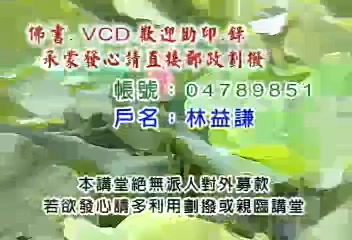 佛書．VCD 歡迎助印．錄
承蒙發心請直接郵政劃撥
帳號：04789851
戶名：林益謙
本講堂絕無派人對外募款
若欲發心請多利用劃撥或親臨講堂